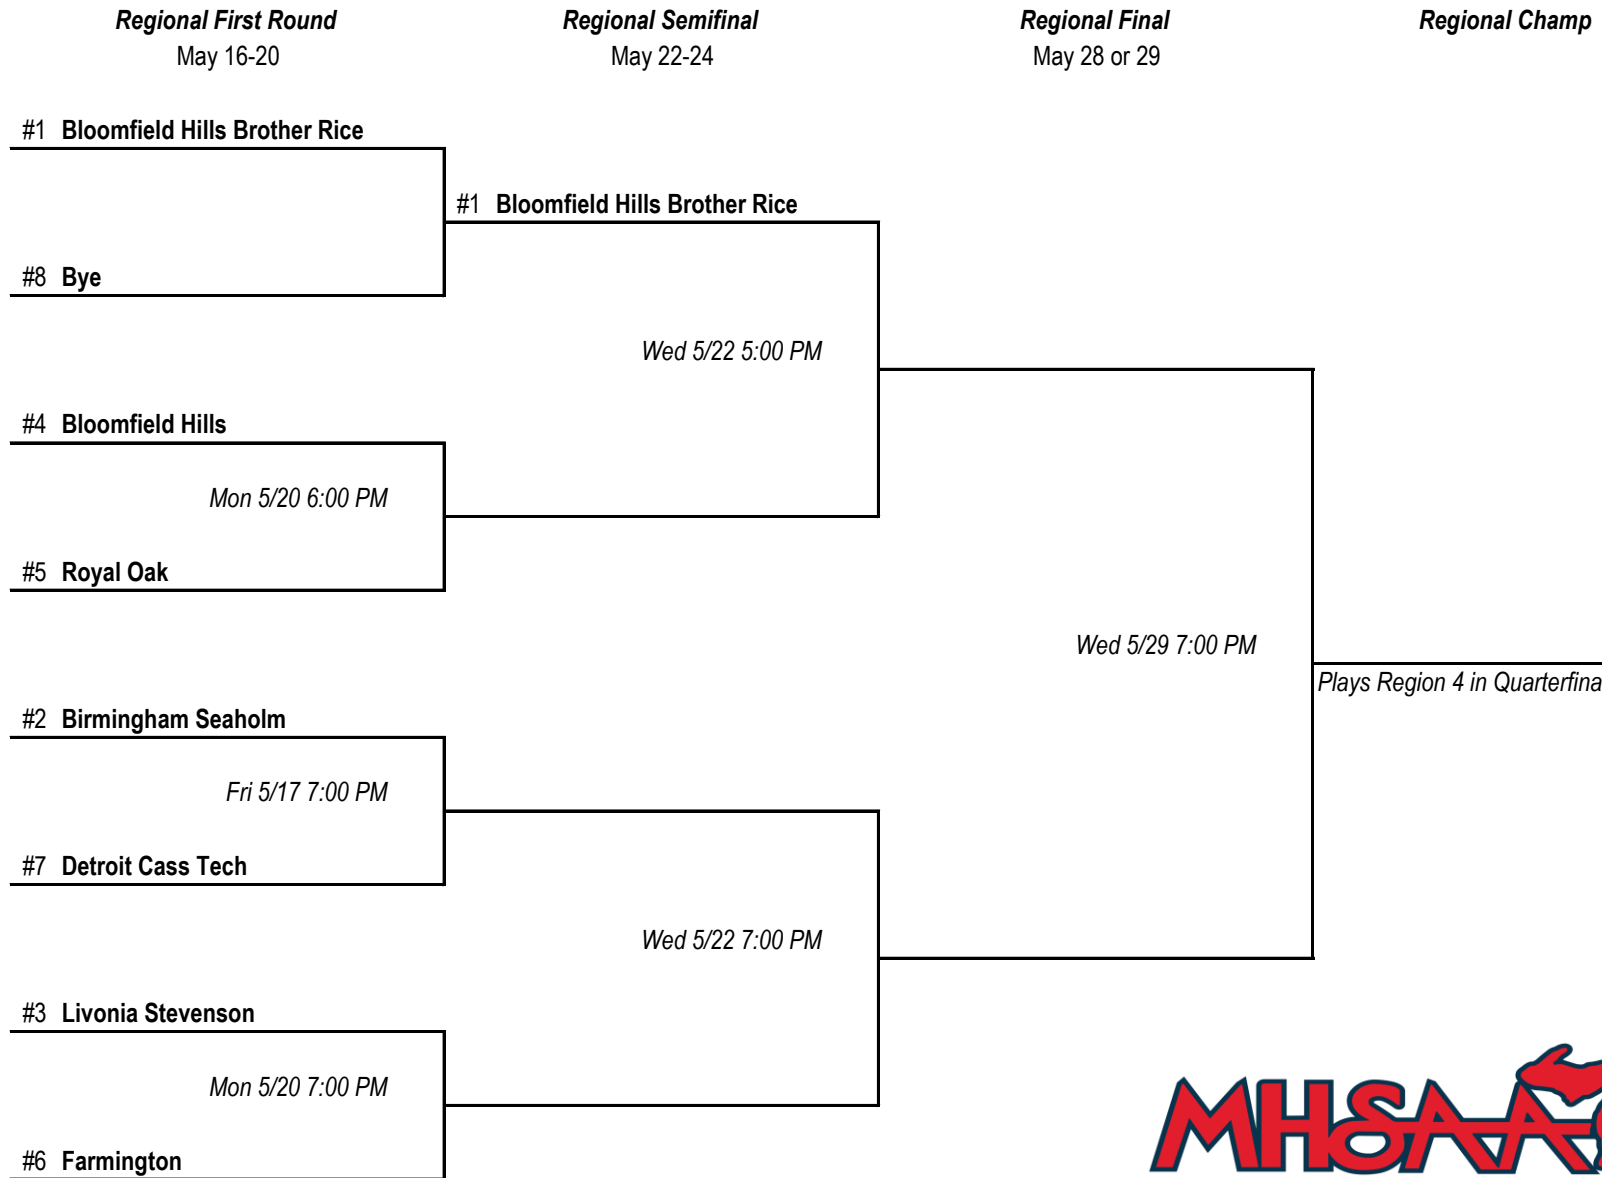 Regional First Round Regional Semifinal Regional Final Regional Champ
May 16-20 May 22-24 May 28 or 29
#1 Bloomfield Hills Brother Rice
#1 Bloomfield Hills Brother Rice
#8 Bye
Wed 5/22 5:00 PM
#4 Bloomfield Hills
Mon 5/20 6:00 PM
#5 Royal Oak
Wed 5/29 7:00 PM
Plays Region 4 in Quarterfina
#2 Birmingham Seaholm
Fri 5/17 7:00 PM
#7 Detroit Cass Tech
Wed 5/22 7:00 PM
#3 Livonia Stevenson
Mon 5/20 7:00 PM
#6 Farmington
MHSAA